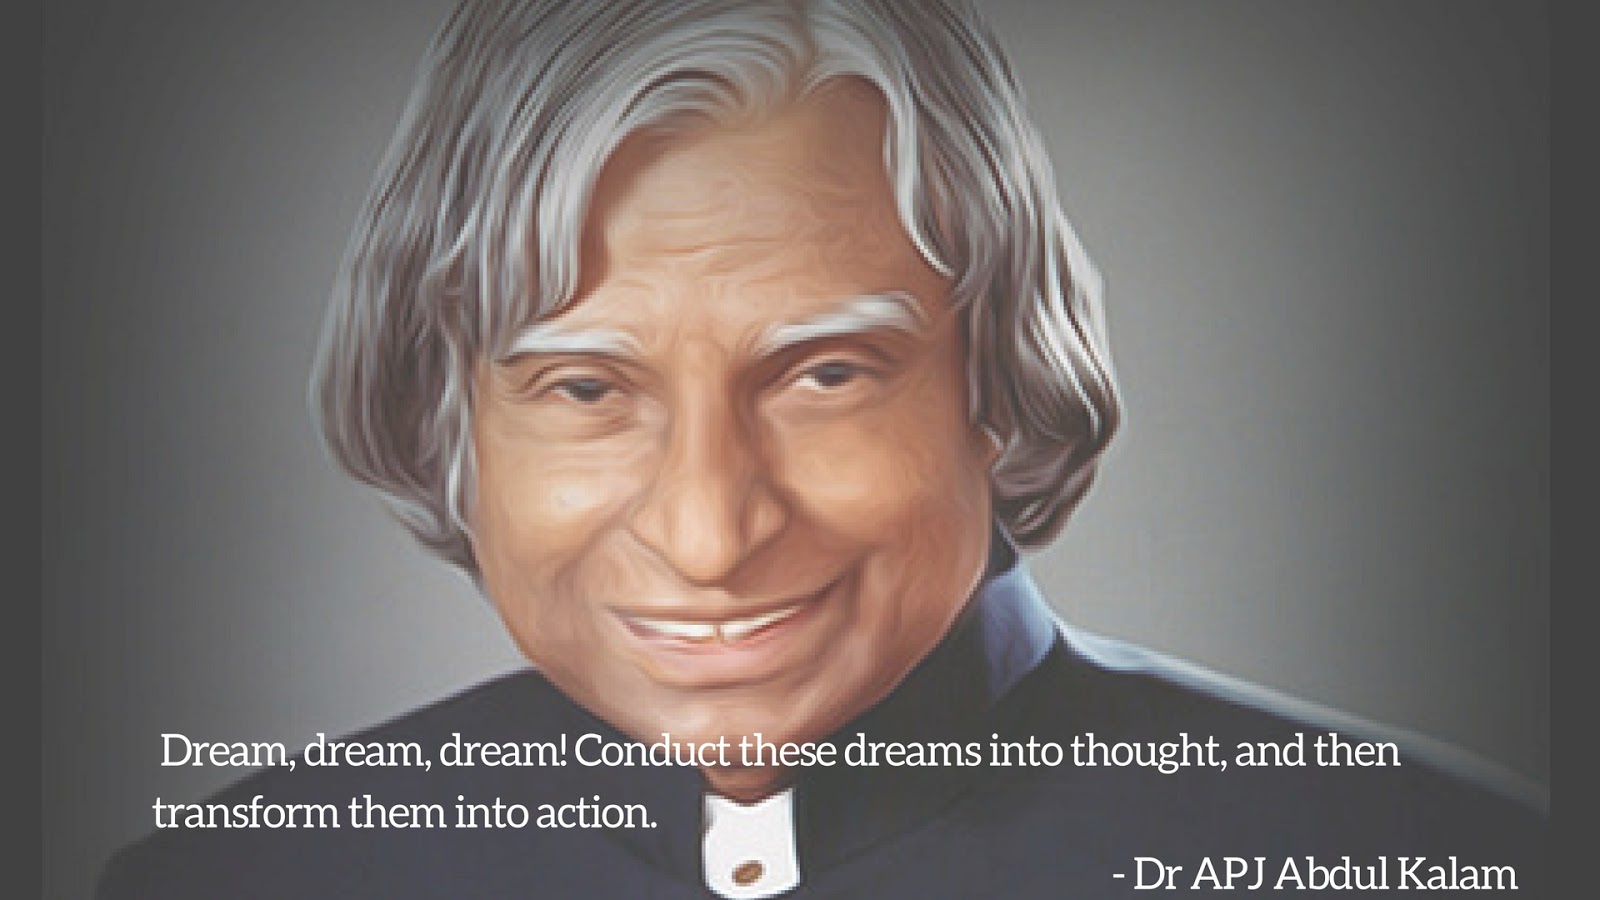 Dream, dream, dream! Conduct these dreams into thought, and then
transform them into action.
- Dr APJ Abdul Kalam